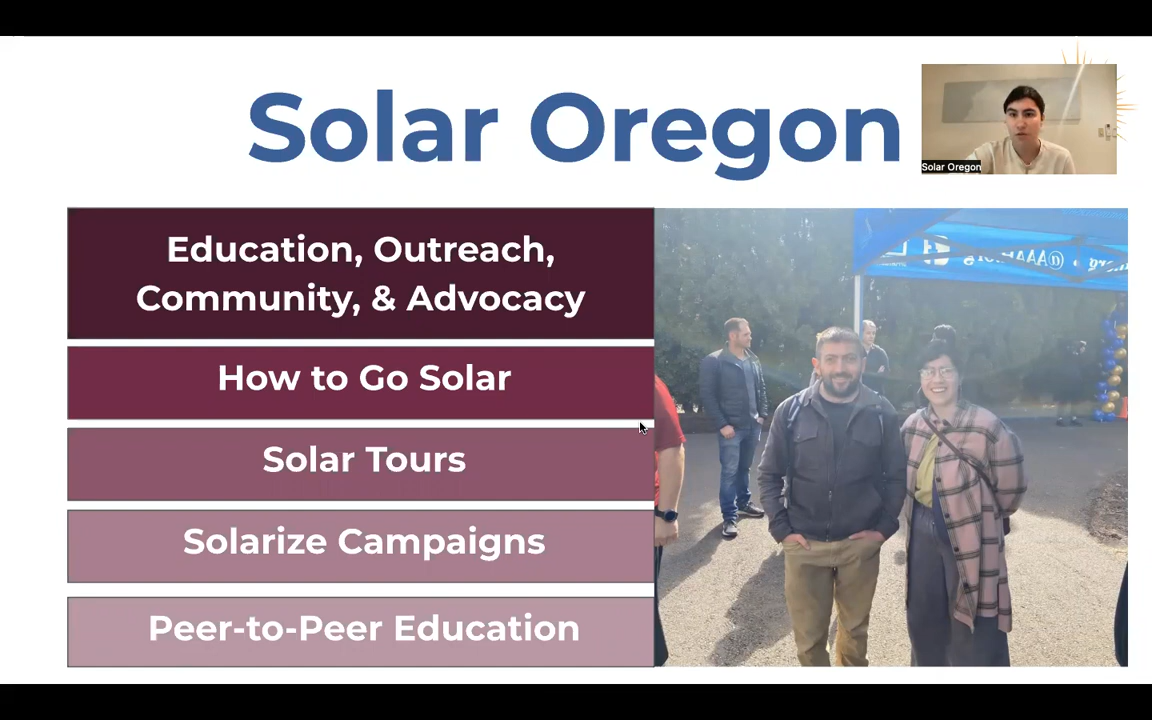 Solar Oregon
Solar Oregon
Education, Outreach,
Community, & Advocacy
How to Go Solar
Solar Tours
Solarize Campaigns
Peer-to-Peer Education